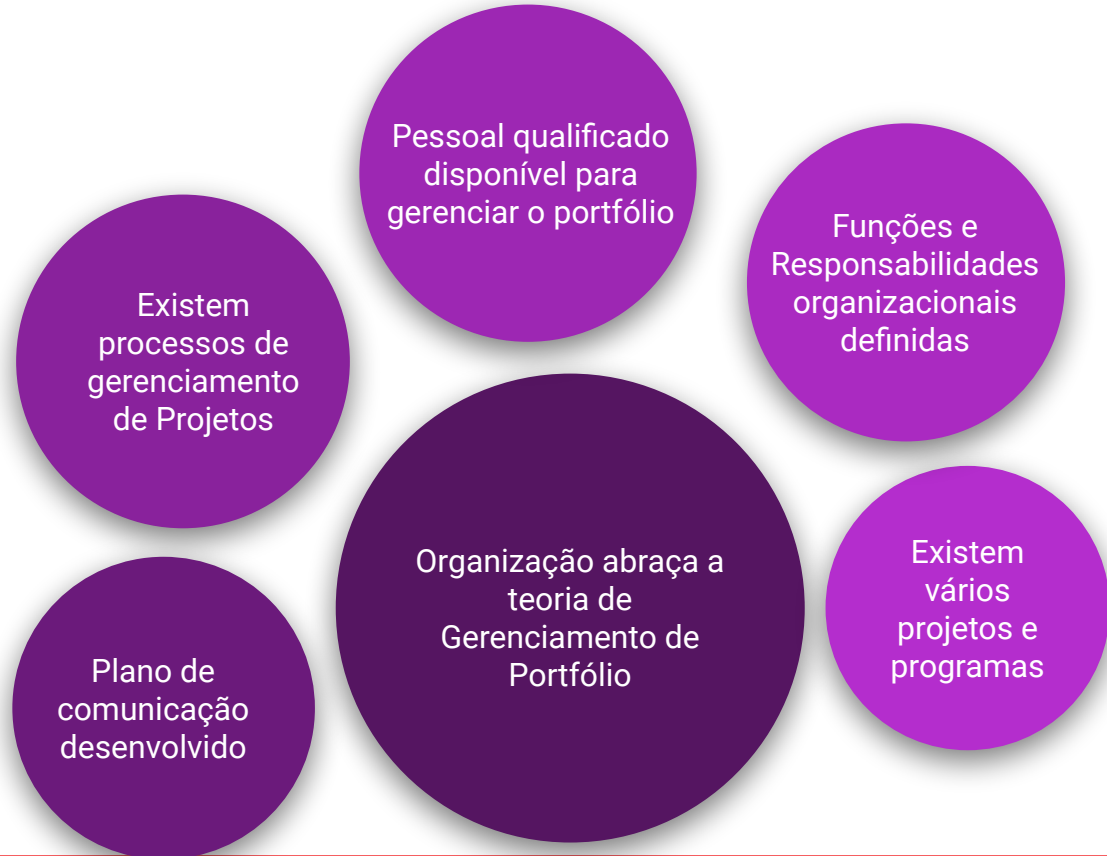 Pessoal qualificado
disponível para
gerenciar o portfólio
Funções e
Responsabilidades
organizacionais
definidas
Existem
processos de
gerenciamento
de Projetos
Organização abraça a
teoria de
Gerenciamento de
Portfólio
Existem
vários
projetos e
programas
Plano de
comunicação
desenvolvido